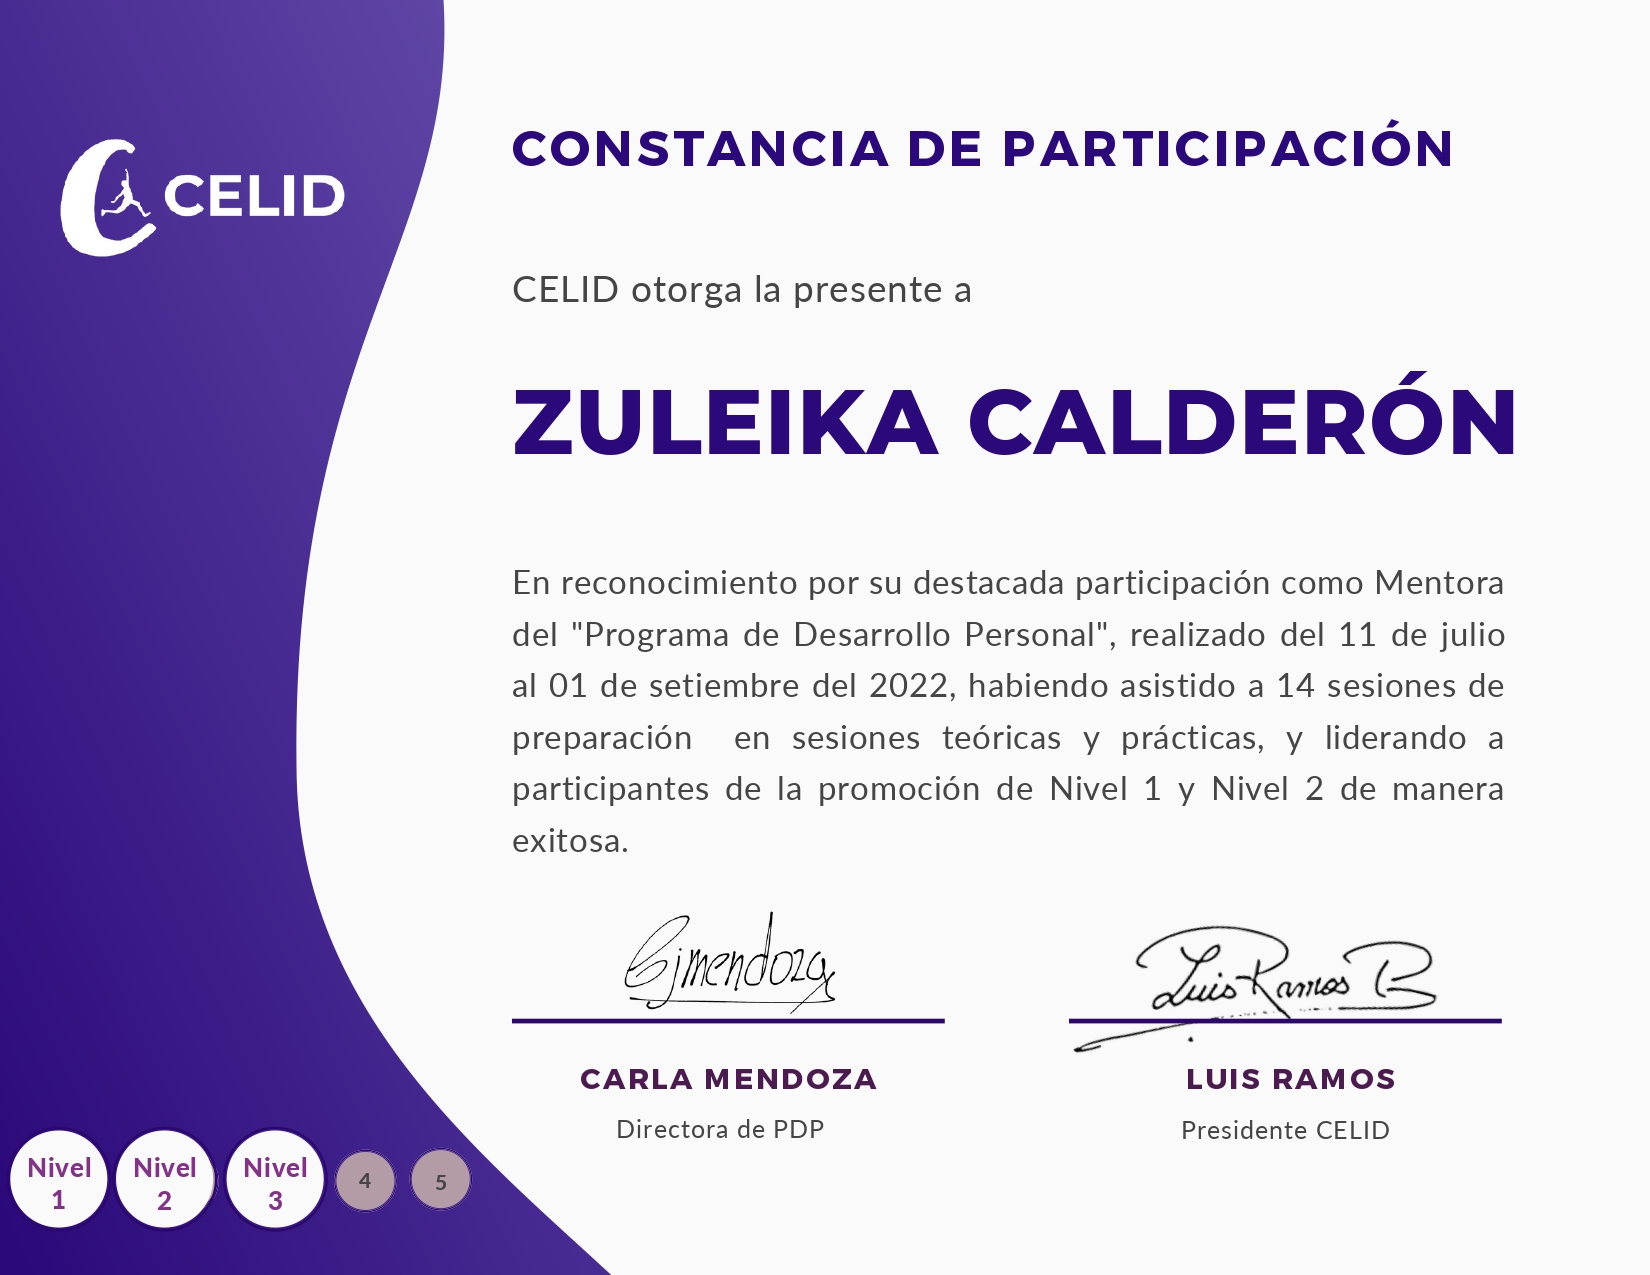 CELID
CONSTANCIA DE PARTICIPACIÓN
CELID otorga la presente a
ZULEIKA CALDERÓN
En reconocimiento por su destacada participación como Mentora
del "Programa de Desarrollo Personal", realizado del 11 de julio
al 01 de setiembre del 2022, habiendo asistido a 14 sesiones de
preparación en sesiones teóricas y prácticas, y liderando a
participantes de la promoción de Nivel 1 y Nivel 2 de manera
exitosa.
Cjmendoza
Luis Ramos B
CARLA MENDOZA
LUIS RAMOS
Directora de PDP
Presidente CELID
Nivel
1
Nivel
2
Nivel
3
4
5